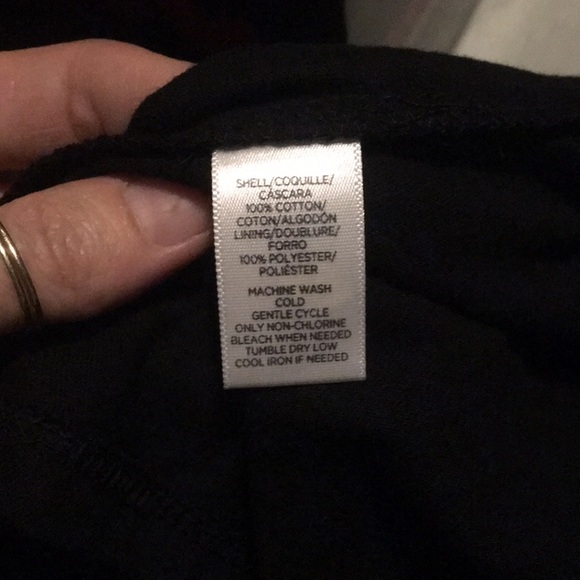 SHELL/COQUILLE/
CÁSCARA
100% COTTON/
COTON/ALGODÓN
LINING/DOUBLURE/
FORRO
100% POLYESTER/
POLIÉSTER
MACHINE WASH
COLD
GENTLE CYCLE
ONLY NON-CHLORINE
BLEACH WHEN NEEDED
TUMBLE DRY LOW
COOL IRON IF NEEDED